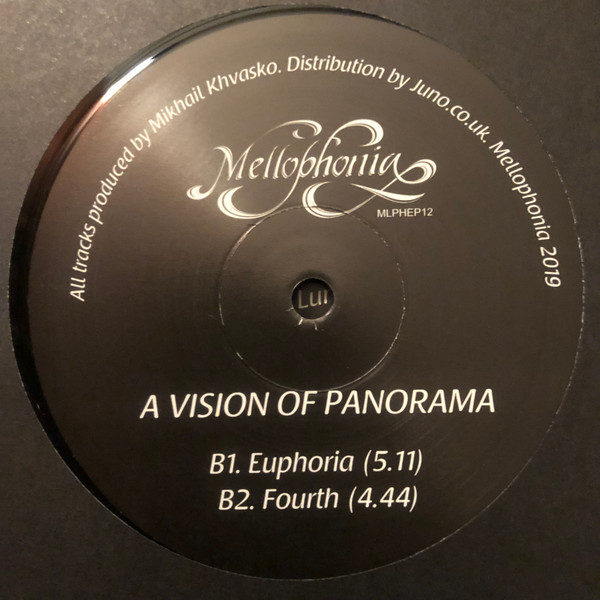 All tracks produced by Mikhail Khvasko. Distribution by Juno.co.uk. Mellophonia 2019
Mellophonia
MLPHEP12
Lui
A VISION OF PANORAMA
B1. Euphoria (5.11)
B2. Fourth (4.44)